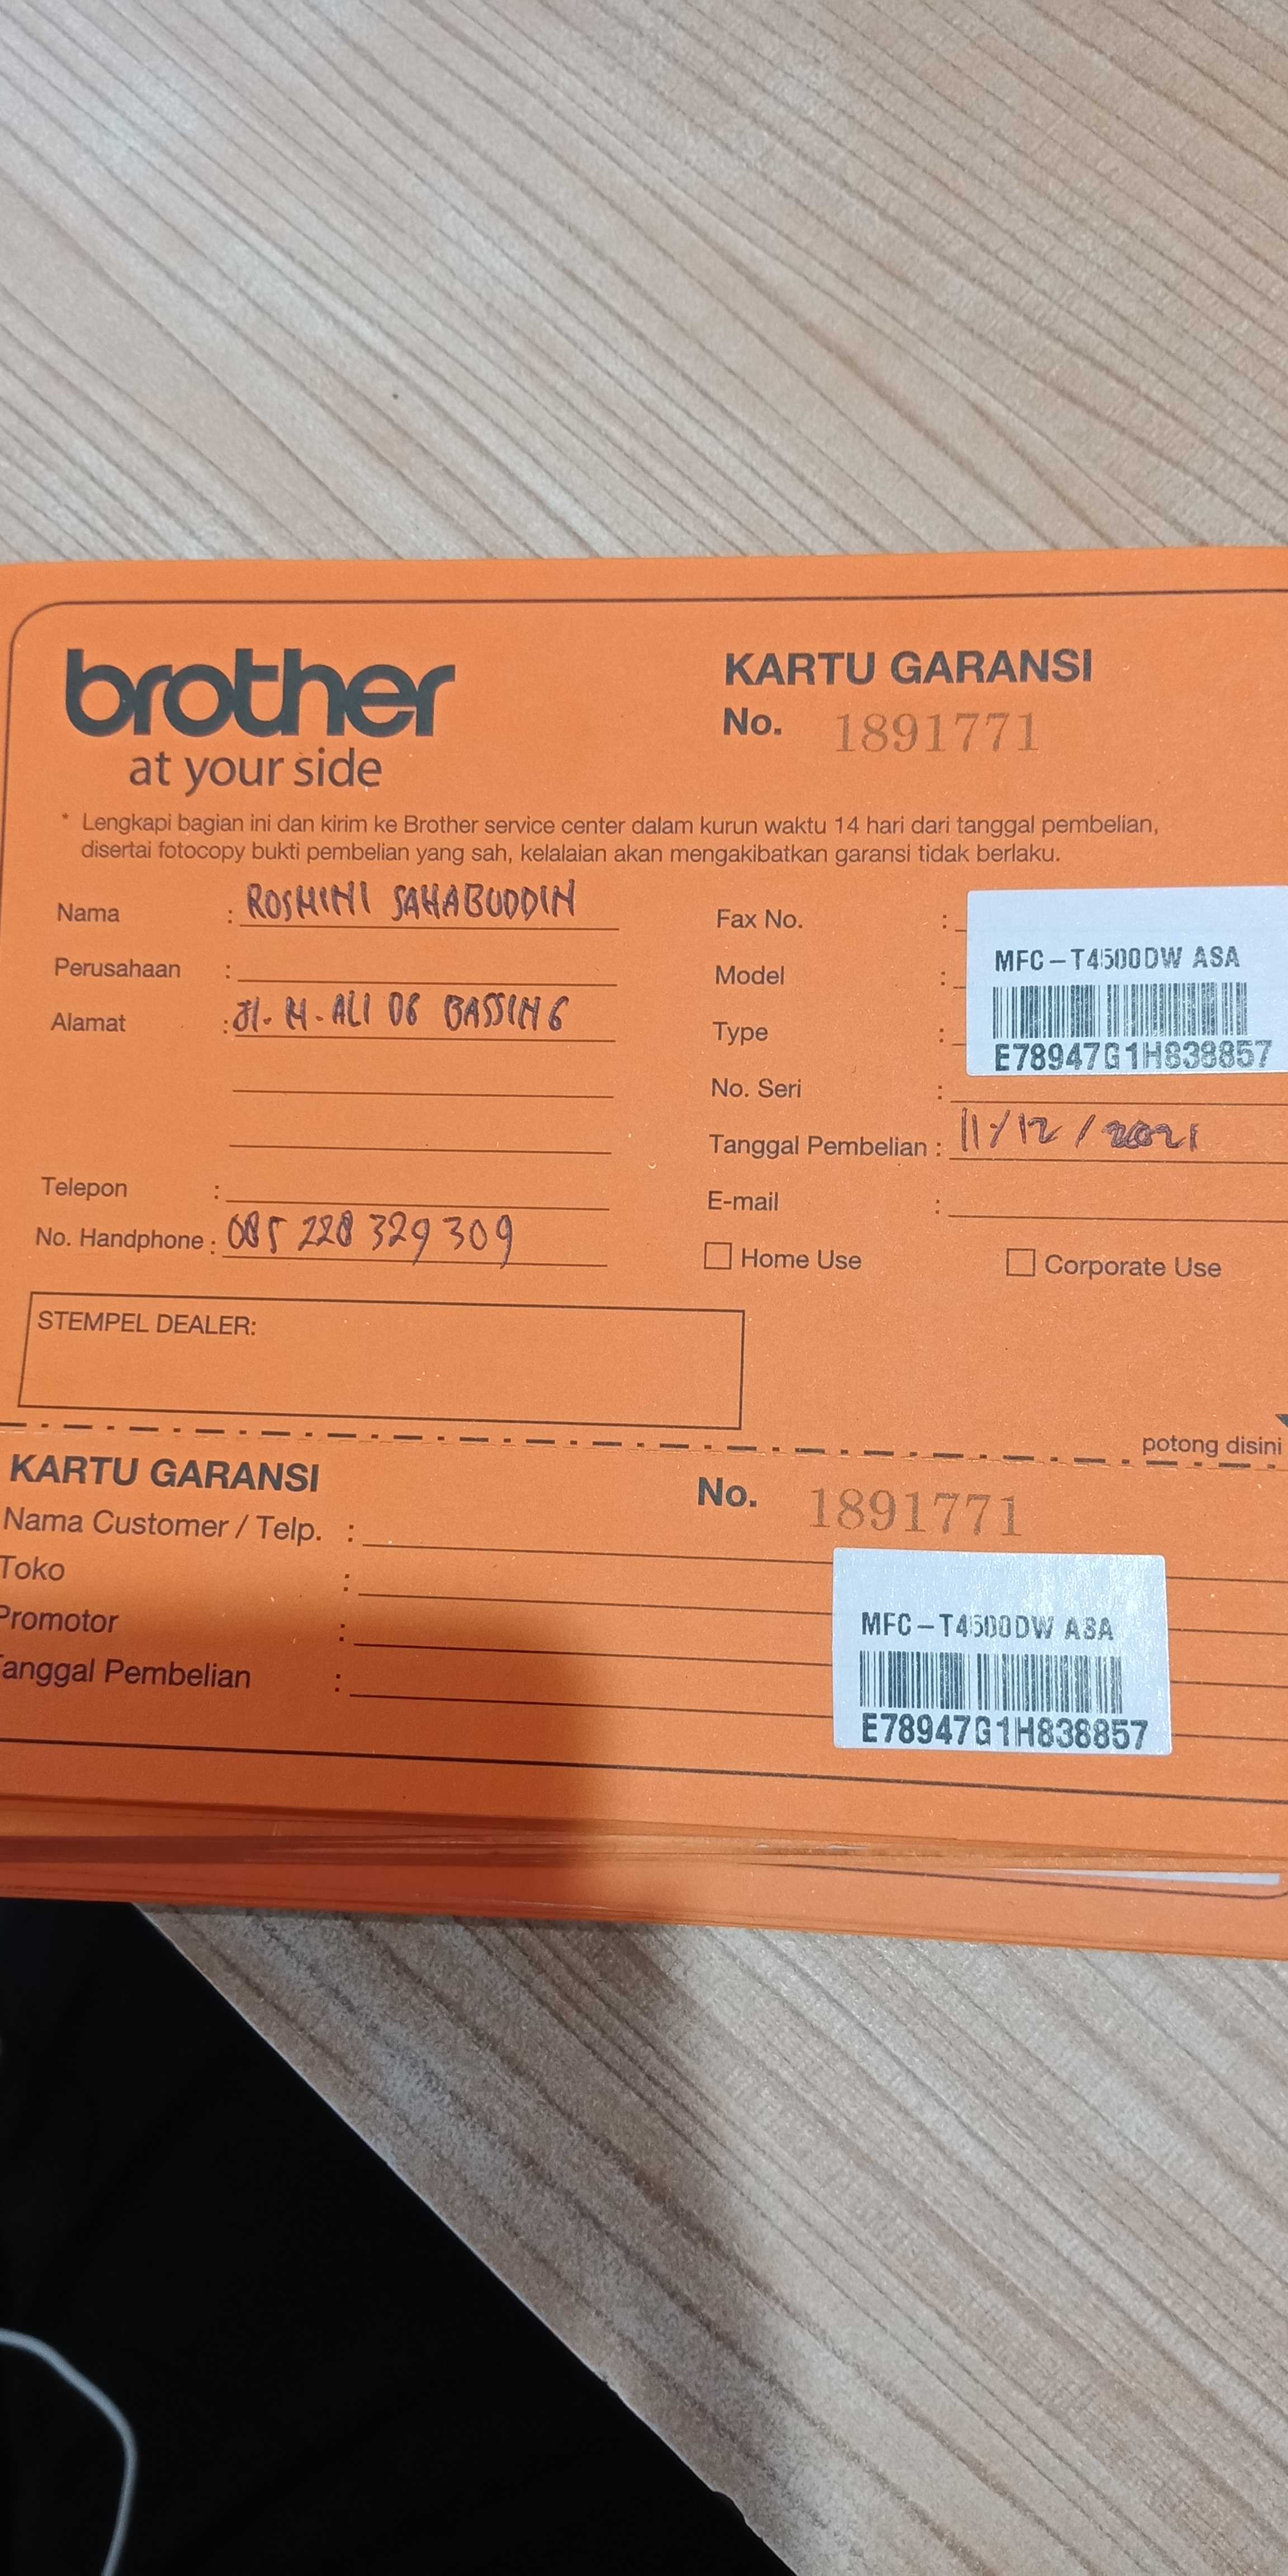 brother
at your side
KARTU GARANSI
No. 1891771
* Lengkapi bagian ini dan kirim ke Brother service center dalam kurun waktu 14 hari dari tanggal pembelian,
disertai fotocopy bukti pembelian yang sah, kelalaian akan mengakibatkan garansi tidak berlaku.
Nama : ROSMINI SAHABUDDIN
Perusahaan :
Alamat : Jl. M. ALI DG BASSING
Telepon :
No. Handphone : 085 228 329 309
Fax No. :
Model :
Type :
No. Seri :
MFC-T4500DW ASA
E78947G1H838857
Tanggal Pembelian : 11/12/2021
E-mail :
Home Use
Corporate Use
STEMPEL DEALER:
potong disini
KARTU GARANSI
No. 1891771
Nama Customer / Telp. :
Toko :
Promotor :
Tanggal Pembelian :
MFC-T4500DW ASA
E78947G1H838857